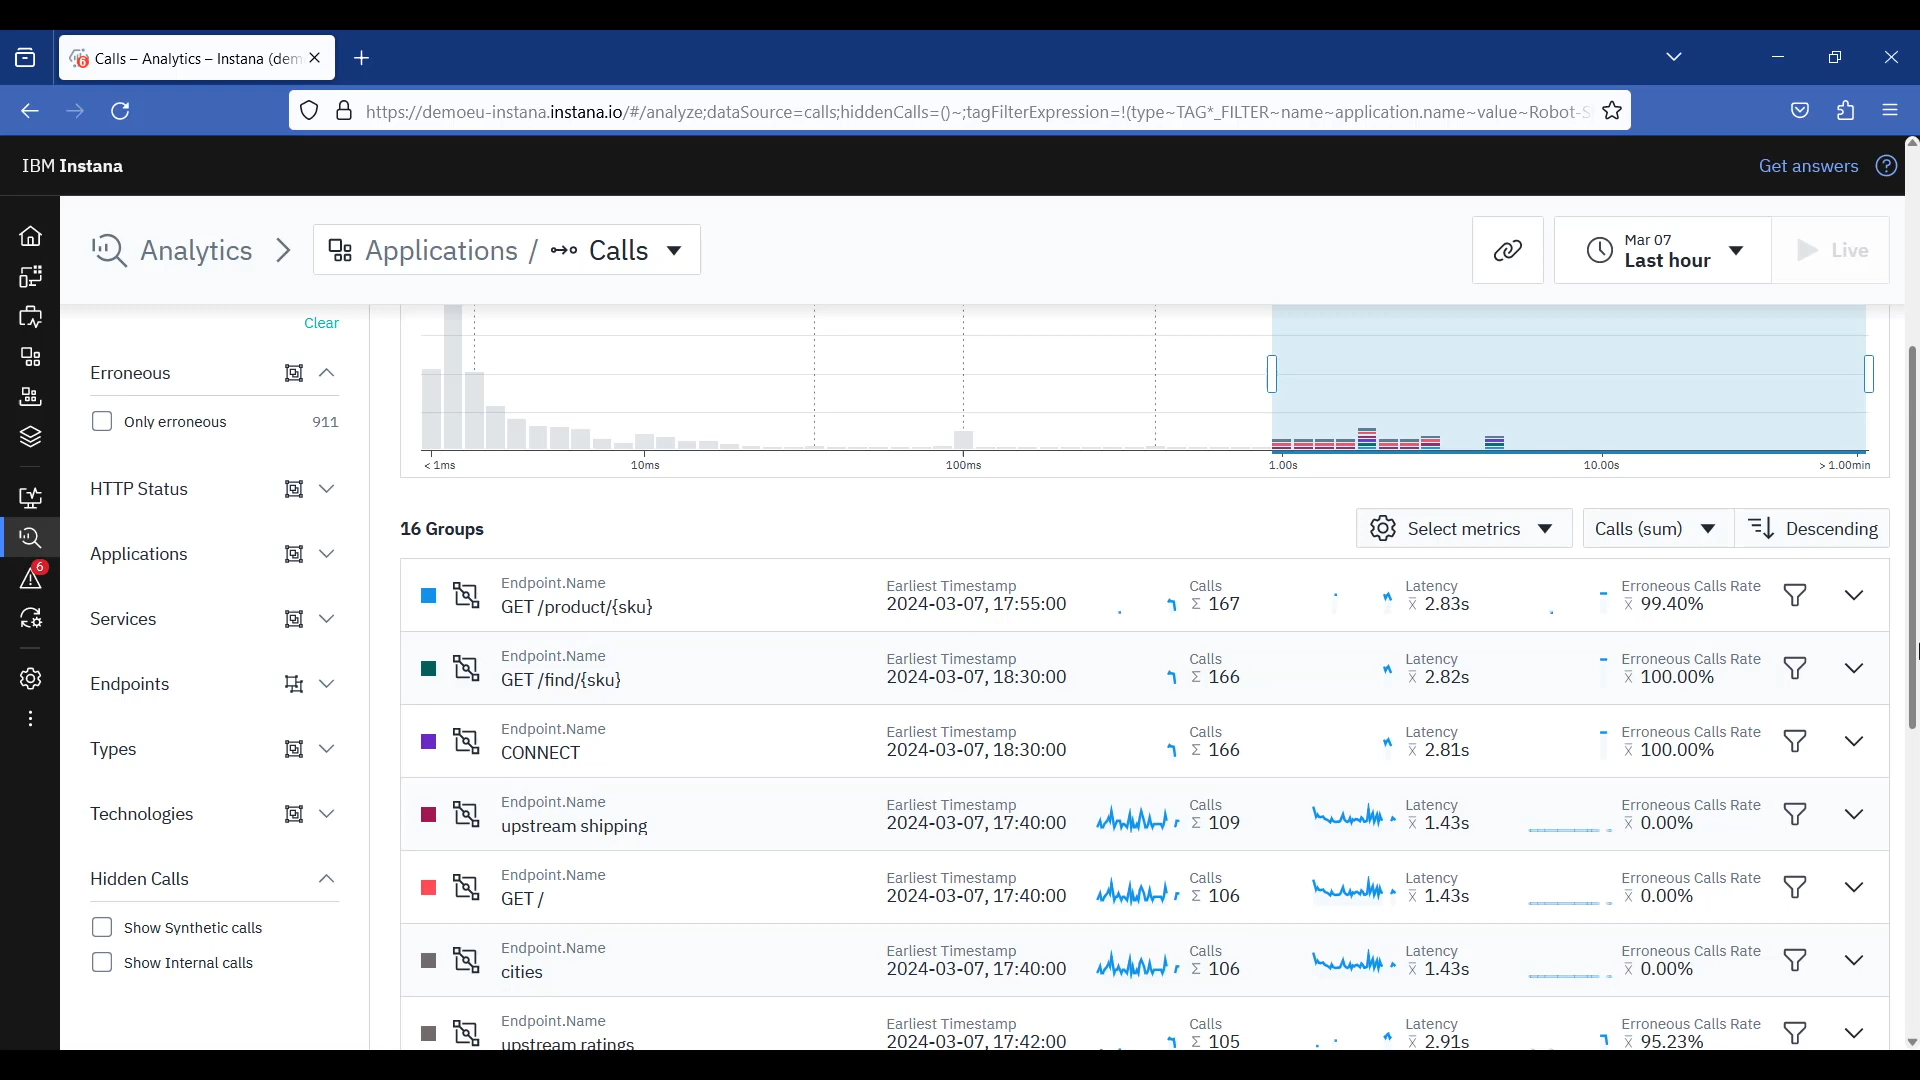 Calls – Analytics – Instana (dem
https://demoeu-instana.instana.io/#/analyze;dataSource=calls;hiddenCalls=()~;tagFilterExpression=!(type~TAG*_FILTER~name~application.name~value~Robot-S
IBM Instana
Get answers
Analytics
Applications / Calls
Mar 07
Last hour
Live
6
Clear
Erroneous
Only erroneous 911
HTTP Status
Applications
Services
Endpoints
Types
Technologies
Hidden Calls
Show Synthetic calls
Show Internal calls
< 1ms 10ms 100ms 1.00s 10.00s > 1.00min
16 Groups
Select metrics
Calls (sum)
Descending
Endpoint.Name Earliest Timestamp Calls Latency Erroneous Calls Rate
GET /product/{sku} 2024-03-07, 17:55:00 Σ 167 x̄ 2.83s x̄ 99.40%
Endpoint.Name Earliest Timestamp Calls Latency Erroneous Calls Rate
GET /find/{sku} 2024-03-07, 18:30:00 Σ 166 x̄ 2.82s x̄ 100.00%
Endpoint.Name Earliest Timestamp Calls Latency Erroneous Calls Rate
CONNECT 2024-03-07, 18:30:00 Σ 166 x̄ 2.81s x̄ 100.00%
Endpoint.Name Earliest Timestamp Calls Latency Erroneous Calls Rate
upstream shipping 2024-03-07, 17:40:00 Σ 109 x̄ 1.43s x̄ 0.00%
Endpoint.Name Earliest Timestamp Calls Latency Erroneous Calls Rate
GET / 2024-03-07, 17:40:00 Σ 106 x̄ 1.43s x̄ 0.00%
Endpoint.Name Earliest Timestamp Calls Latency Erroneous Calls Rate
cities 2024-03-07, 17:40:00 Σ 106 x̄ 1.43s x̄ 0.00%
Endpoint.Name Earliest Timestamp Calls Latency Erroneous Calls Rate
upstream ratings 2024-03-07, 17:42:00 Σ 105 x̄ 2.91s x̄ 95.23%